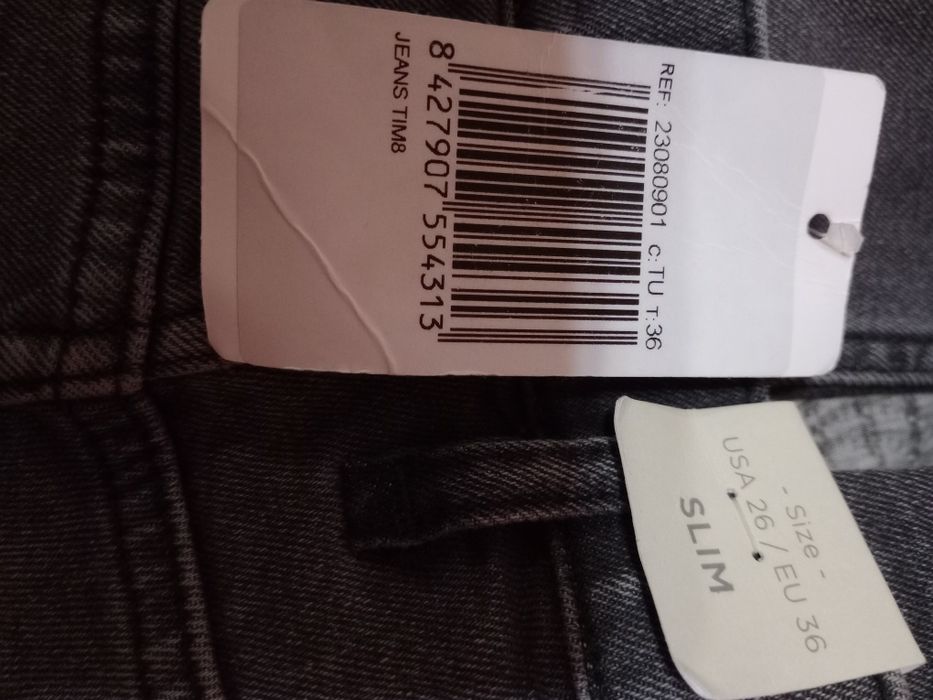 REF: 23080901 C: TU T: 36
8 427907 554313
JEANS TIM8
- Size -
USA 26 / EU 36
SLIM